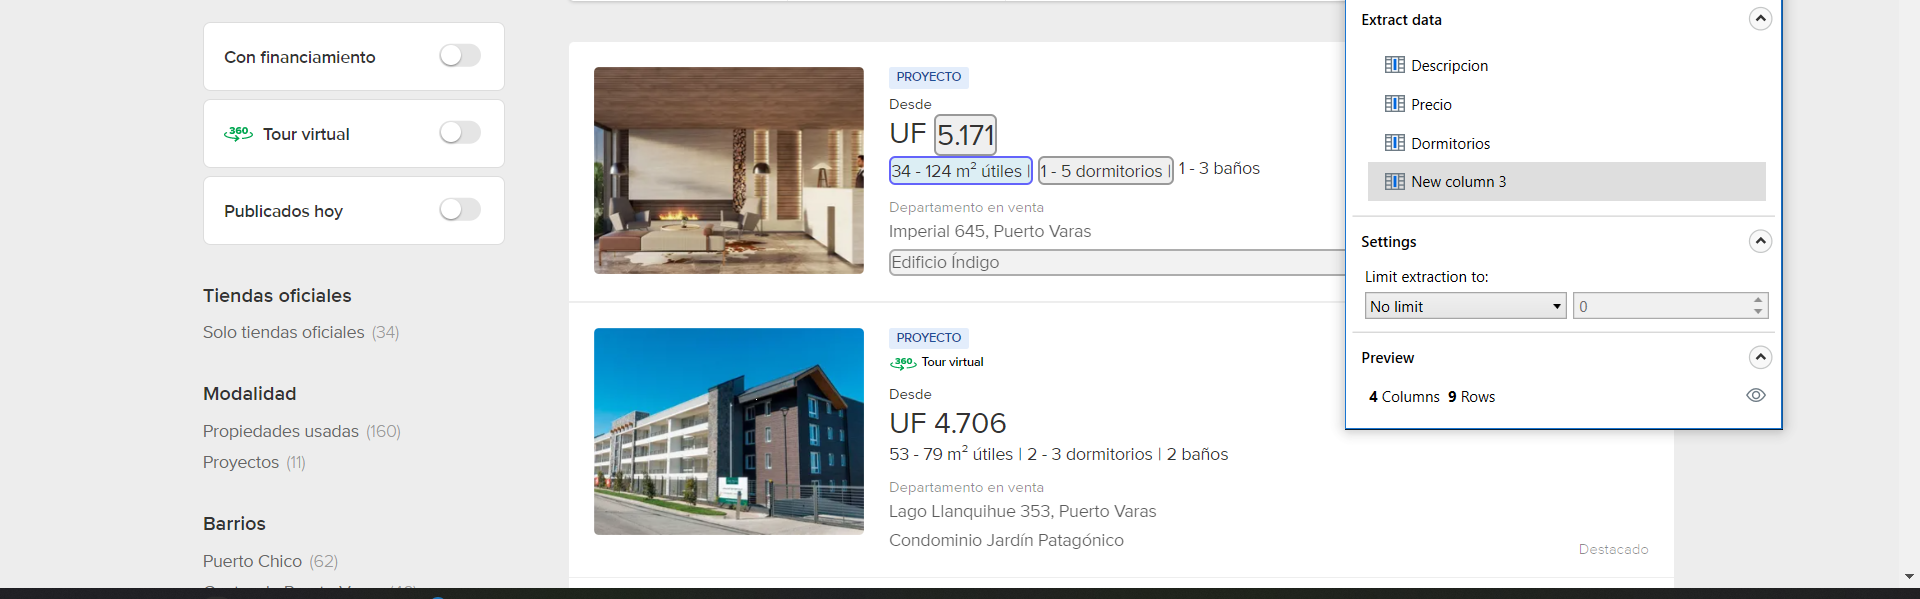 Con financiamiento
360 Tour virtual
Publicados hoy
Tiendas oficiales
Solo tiendas oficiales (34)
Modalidad
Propiedades usadas (160)
Proyectos (11)
Barrios
Puerto Chico (62)
PROYECTO
Desde
UF 5.171
34 - 124 m² útiles | 1 - 5 dormitorios | 1 - 3 baños
Departamento en venta
Imperial 645, Puerto Varas
Edificio Índigo
PROYECTO
360 Tour virtual
Desde
UF 4.706
53 - 79 m² útiles | 2 - 3 dormitorios | 2 baños
Departamento en venta
Lago Llanquihue 353, Puerto Varas
Condominio Jardín Patagónico
Destacado
Extract data
Descripcion
Precio
Dormitorios
New column 3
Settings
Limit extraction to:
No limit 0
Preview
4 Columns 9 Rows